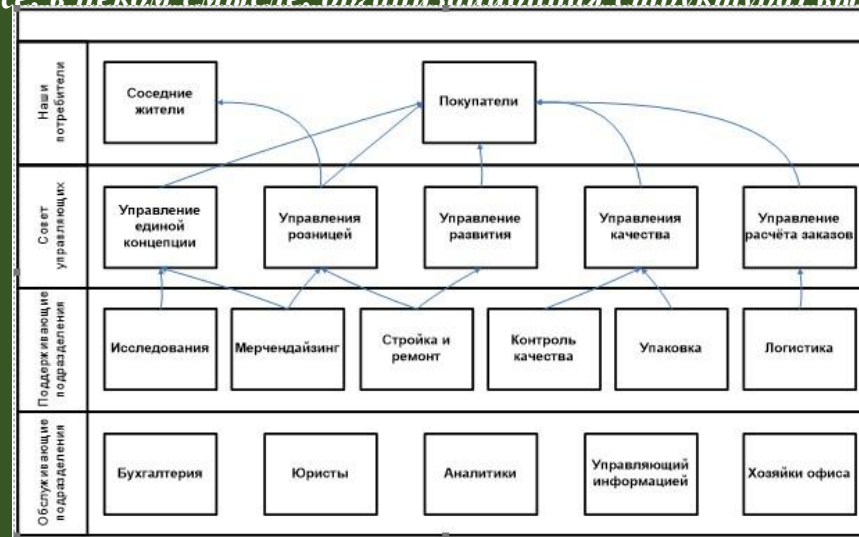 Наши
потребители
Соседние
жители
Покупатели
Совет
управляющих
Управление
единой
концепции
Управления
розницей
Управление
развития
Управления
качества
Управление
расчёта заказов
Поддерживающие
подразделения
Исследования
Мерчендайзинг
Стройка и
ремонт
Контроль
качества
Упаковка
Логистика
Обслуживающие
подразделения
Бухгалтерия
Юристы
Аналитики
Управляющий
информацией
Хозяйки офиса